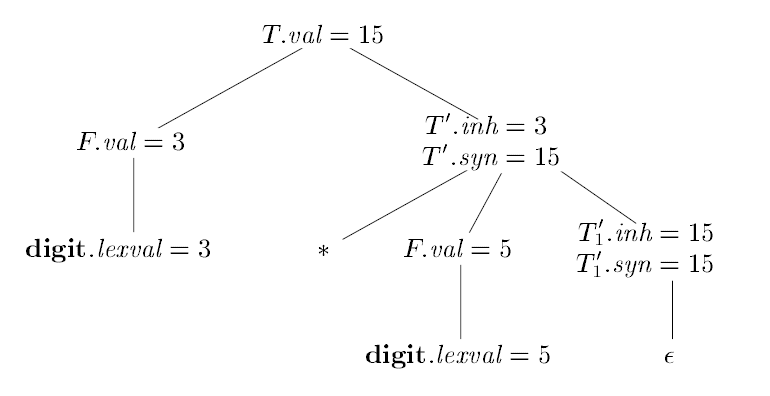 T.val = 15
F.val = 3
T′.inh = 3
T′.syn = 15
digit.lexval = 3
*
F.val = 5
T′₁.inh = 15
T′₁.syn = 15
digit.lexval = 5
ϵ